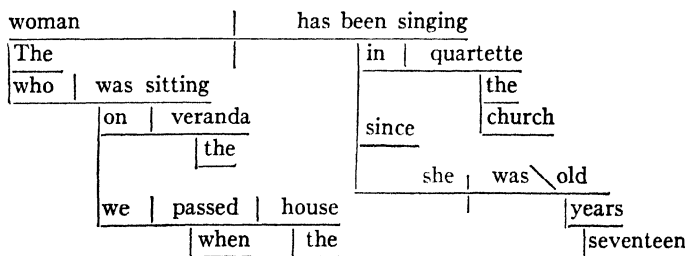 woman has been singing
The in quartette
who was sitting the
on veranda church
the since
she was old
we passed house years
when the seventeen